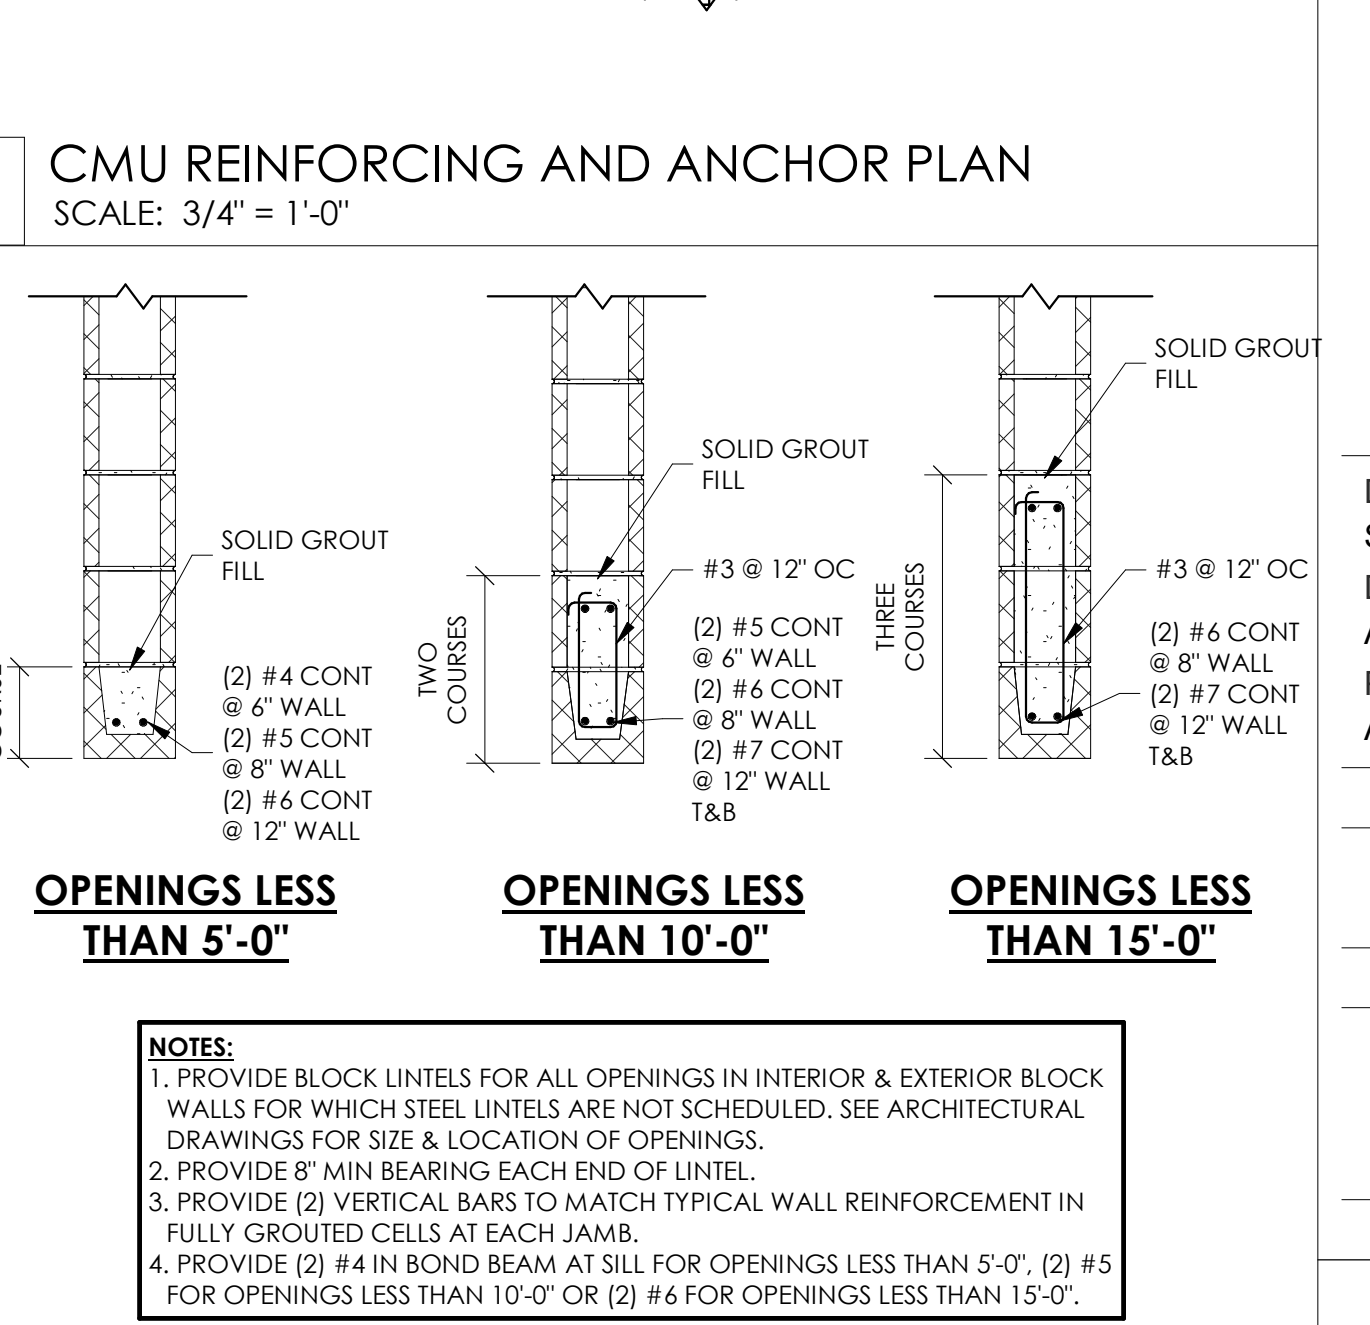 CMU REINFORCING AND ANCHOR PLAN
SCALE: 3/4" = 1'-0"
SOLID GROUT
FILL
(2) #4 CONT
@ 6" WALL
(2) #5 CONT
@ 8" WALL
(2) #6 CONT
@ 12" WALL
OPENINGS LESS
THAN 5'-0"
TWO
COURSES
SOLID GROUT
FILL
#3 @ 12" OC
(2) #5 CONT
@ 6" WALL
(2) #6 CONT
@ 8" WALL
(2) #7 CONT
@ 12" WALL
T&B
OPENINGS LESS
THAN 10'-0"
THREE
COURSES
SOLID GROUT
FILL
#3 @ 12" OC
(2) #6 CONT
@ 8" WALL
(2) #7 CONT
@ 12" WALL
T&B
OPENINGS LESS
THAN 15'-0"
NOTES:
1. PROVIDE BLOCK LINTELS FOR ALL OPENINGS IN INTERIOR & EXTERIOR BLOCK
WALLS FOR WHICH STEEL LINTELS ARE NOT SCHEDULED. SEE ARCHITECTURAL
DRAWINGS FOR SIZE & LOCATION OF OPENINGS.
2. PROVIDE 8" MIN BEARING EACH END OF LINTEL.
3. PROVIDE (2) VERTICAL BARS TO MATCH TYPICAL WALL REINFORCEMENT IN
FULLY GROUTED CELLS AT EACH JAMB.
4. PROVIDE (2) #4 IN BOND BEAM AT SILL FOR OPENINGS LESS THAN 5'-0", (2) #5
FOR OPENINGS LESS THAN 10'-0" OR (2) #6 FOR OPENINGS LESS THAN 15'-0".